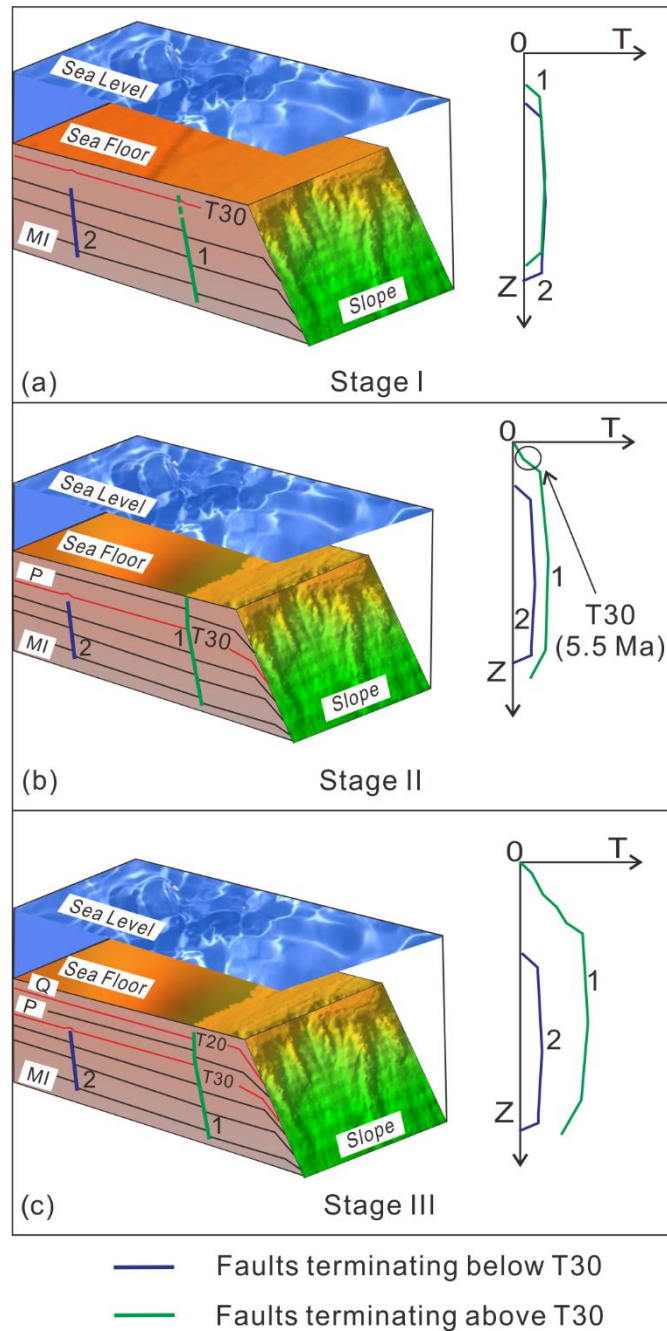 0
T
Sea Level
1
Sea Floor
T30
MI
2
1
Slope
Z
2
(a)
Stage I
0
T
Sea Level
Sea Floor
P
1
T30
1
2
T30
(5.5 Ma)
2
MI
Z
Slope
(b)
Stage II
0
T
Sea Level
Sea Floor
Q
P
1
T20
2
2
T30
MI
1
Z
Slope
(c)
Stage III
Faults terminating below T30
Faults terminating above T30